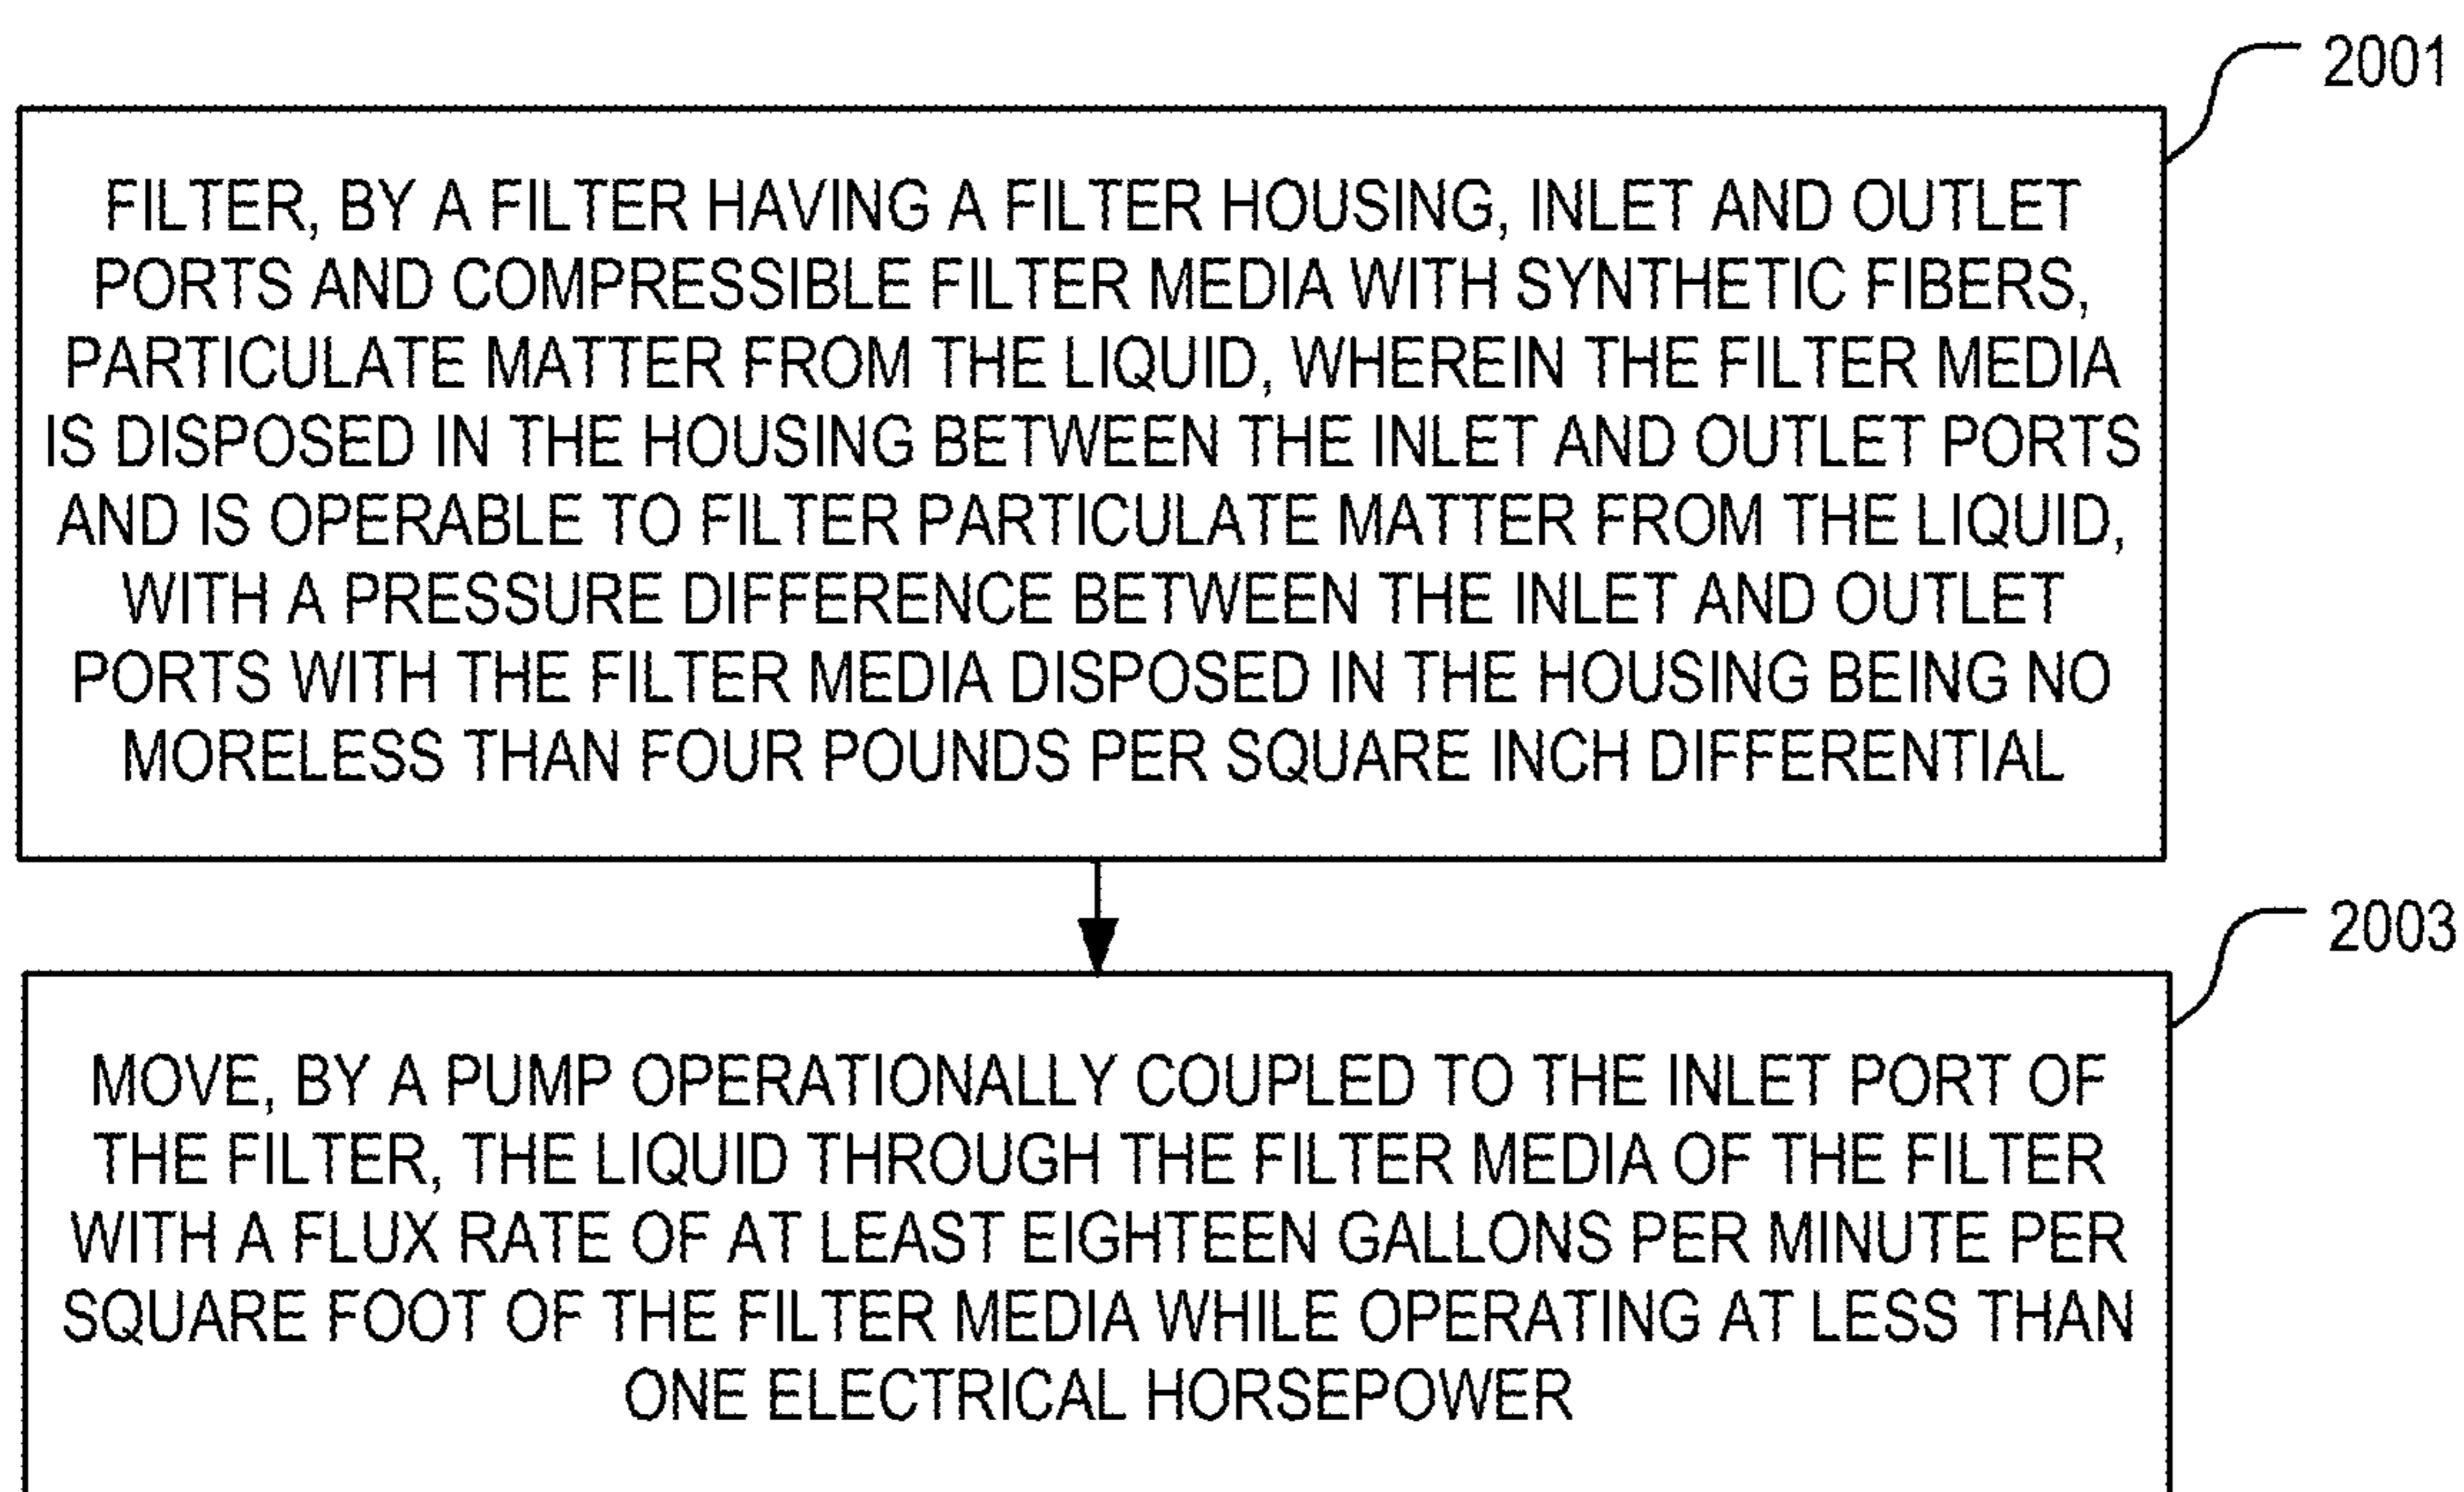 2001
FILTER, BY A FILTER HAVING A FILTER HOUSING, INLET AND OUTLET
PORTS AND COMPRESSIBLE FILTER MEDIA WITH SYNTHETIC FIBERS,
PARTICULATE MATTER FROM THE LIQUID, WHEREIN THE FILTER MEDIA
IS DISPOSED IN THE HOUSING BETWEEN THE INLET AND OUTLET PORTS
AND IS OPERABLE TO FILTER PARTICULATE MATTER FROM THE LIQUID,
WITH A PRESSURE DIFFERENCE BETWEEN THE INLET AND OUTLET
PORTS WITH THE FILTER MEDIA DISPOSED IN THE HOUSING BEING NO
MORELESS THAN FOUR POUNDS PER SQUARE INCH DIFFERENTIAL
2003
MOVE, BY A PUMP OPERATIONALLY COUPLED TO THE INLET PORT OF
THE FILTER, THE LIQUID THROUGH THE FILTER MEDIA OF THE FILTER
WITH A FLUX RATE OF AT LEAST EIGHTEEN GALLONS PER MINUTE PER
SQUARE FOOT OF THE FILTER MEDIA WHILE OPERATING AT LESS THAN
ONE ELECTRICAL HORSEPOWER